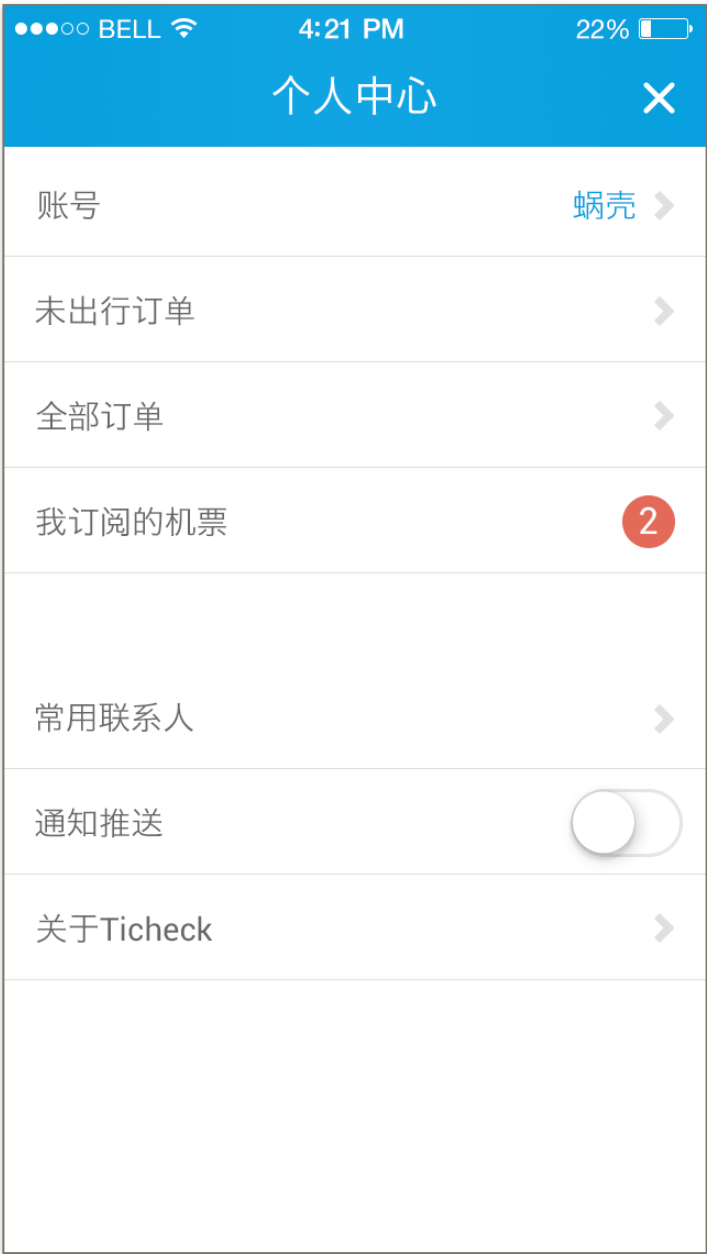 BELL 4:21 PM 22%
个人中心
账号 蜗壳
未出行订单
全部订单
我订阅的机票 2
常用联系人
通知推送
关于Ticheck